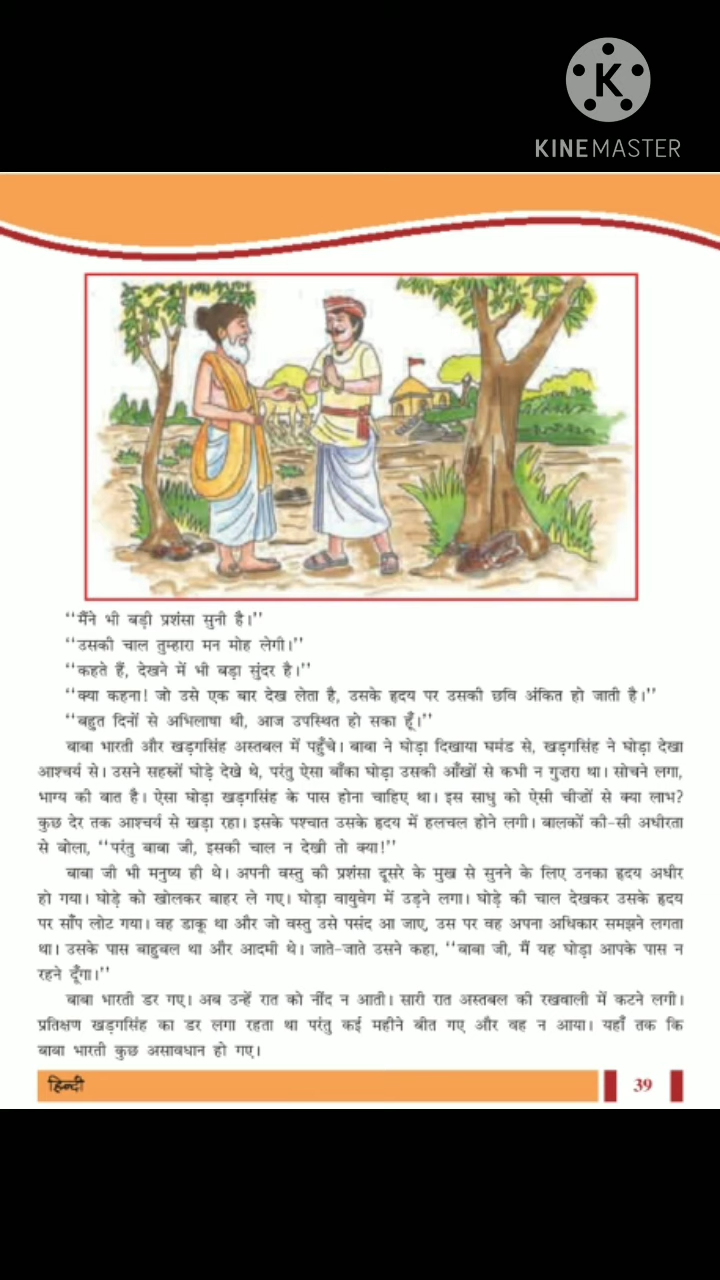 KINEMASTER
‘‘मैंने भी बड़ी प्रशंसा सुनी है।’’
‘‘उसकी चाल तुम्हारा मन मोह लेगी।’’
‘‘कहते हैं, देखने में भी बड़ा सुंदर है।’’
‘‘क्या कहना! जो उसे एक बार देख लेता है, उसके हृदय पर उसकी छवि अंकित हो जाती है।’’
‘‘बहुत दिनों से अभिलाषा थी, आज उपस्थित हो सका हूँ।’’
बाबा भारती और खड़गसिंह अस्तबल में पहुँचे। बाबा ने घोड़ा दिखाया घमंड से, खड़गसिंह ने घोड़ा देखा
आश्चर्य से। उसने सहस्रों घोड़े देखे थे, परंतु ऐसा बाँका घोड़ा उसकी आँखों से कभी न गुज़रा था। सोचने लगा,
भाग्य की बात है। ऐसा घोड़ा खड़गसिंह के पास होना चाहिए था। इस साधु को ऐसी चीज़ों से क्या लाभ?
कुछ देर तक आश्चर्य से खड़ा रहा। इसके पश्चात उसके हृदय में हलचल होने लगी। बालकों की-सी अधीरता
से बोला, ‘‘परंतु बाबा जी, इसकी चाल न देखी तो क्या!’’
बाबा जी भी मनुष्य ही थे। अपनी वस्तु की प्रशंसा दूसरे के मुख से सुनने के लिए उनका हृदय अधीर
हो गया। घोड़े को खोलकर बाहर ले गए। घोड़ा वायुवेग में उड़ने लगा। घोड़े की चाल देखकर उसके हृदय
पर साँप लोट गया। वह डाकू था और जो वस्तु उसे पसंद आ जाए, उस पर वह अपना अधिकार समझने लगता
था। उसके पास बाहुबल था और आदमी थे। जाते-जाते उसने कहा, ‘‘बाबा जी, मैं यह घोड़ा आपके पास न
रहने दूँगा।’’
बाबा भारती डर गए। अब उन्हें रात को नींद न आती। सारी रात अस्तबल की रखवाली में कटने लगी।
प्रतिक्षण खड़गसिंह का डर लगा रहता था परंतु कई महीने बीत गए और वह न आया। यहाँ तक कि
बाबा भारती कुछ असावधान हो गए।
हिन्दी
39